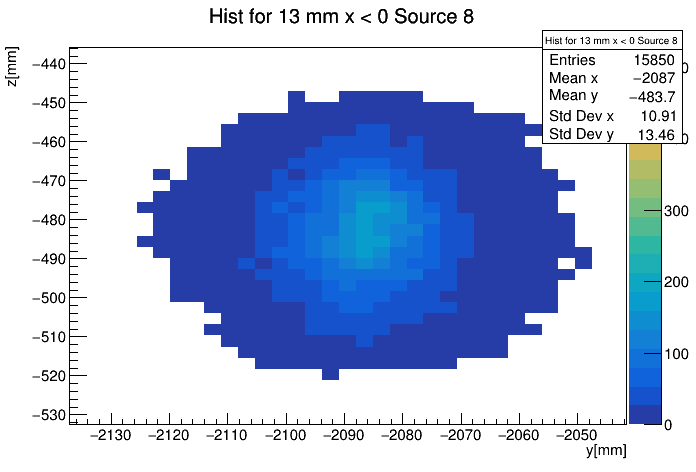 Hist for 13 mm x < 0 Source 8
z[mm]
Hist for 13 mm x < 0 Source 8
Entries 15850
Mean x −2087
Mean y −483.7
Std Dev x 10.91
Std Dev y 13.46
−440
−450
−460
−470
−480
−490
−500
−510
−520
−530
0
300
200
100
0
−2130 −2120 −2110 −2100 −2090 −2080 −2070 −2060 −2050
y[mm]